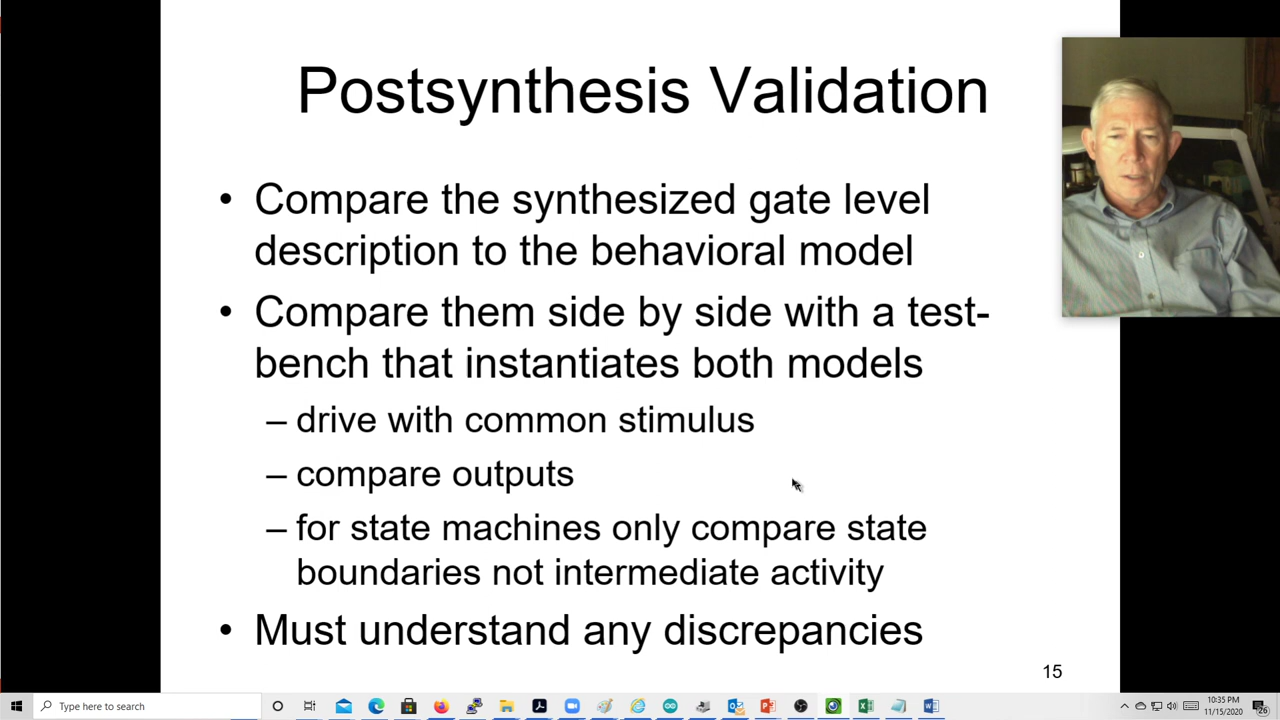 Postsynthesis Validation
• Compare the synthesized gate level
description to the behavioral model
• Compare them side by side with a test-
bench that instantiates both models
– drive with common stimulus
– compare outputs
– for state machines only compare state
boundaries not intermediate activity
• Must understand any discrepancies
15
Type here to search
10:35 PM
11/15/2020
26